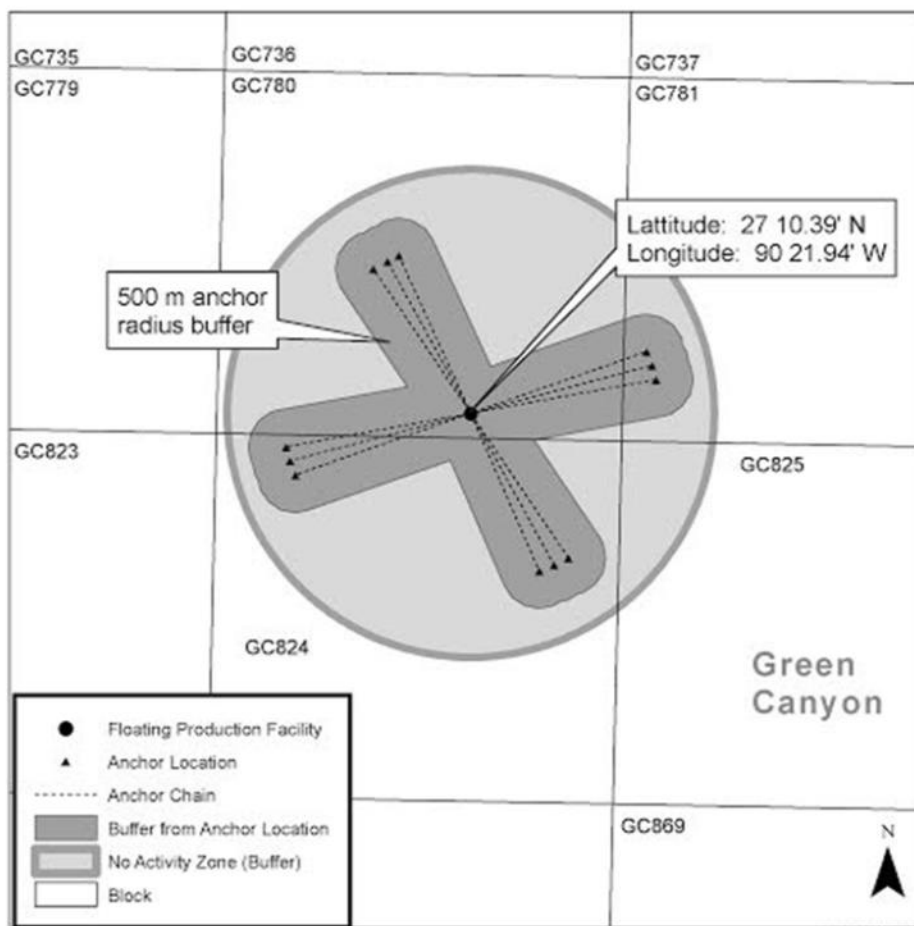 GC735
GC736
GC737
GC779
GC780
GC781
Lattitude: 27 10.39' N
Longitude: 90 21.94' W
500 m anchor
radius buffer
GC823
GC825
GC824
Green
Canyon
Floating Production Facility
Anchor Location
Anchor Chain
Buffer from Anchor Location
No Activity Zone (Buffer)
Block
GC869
N